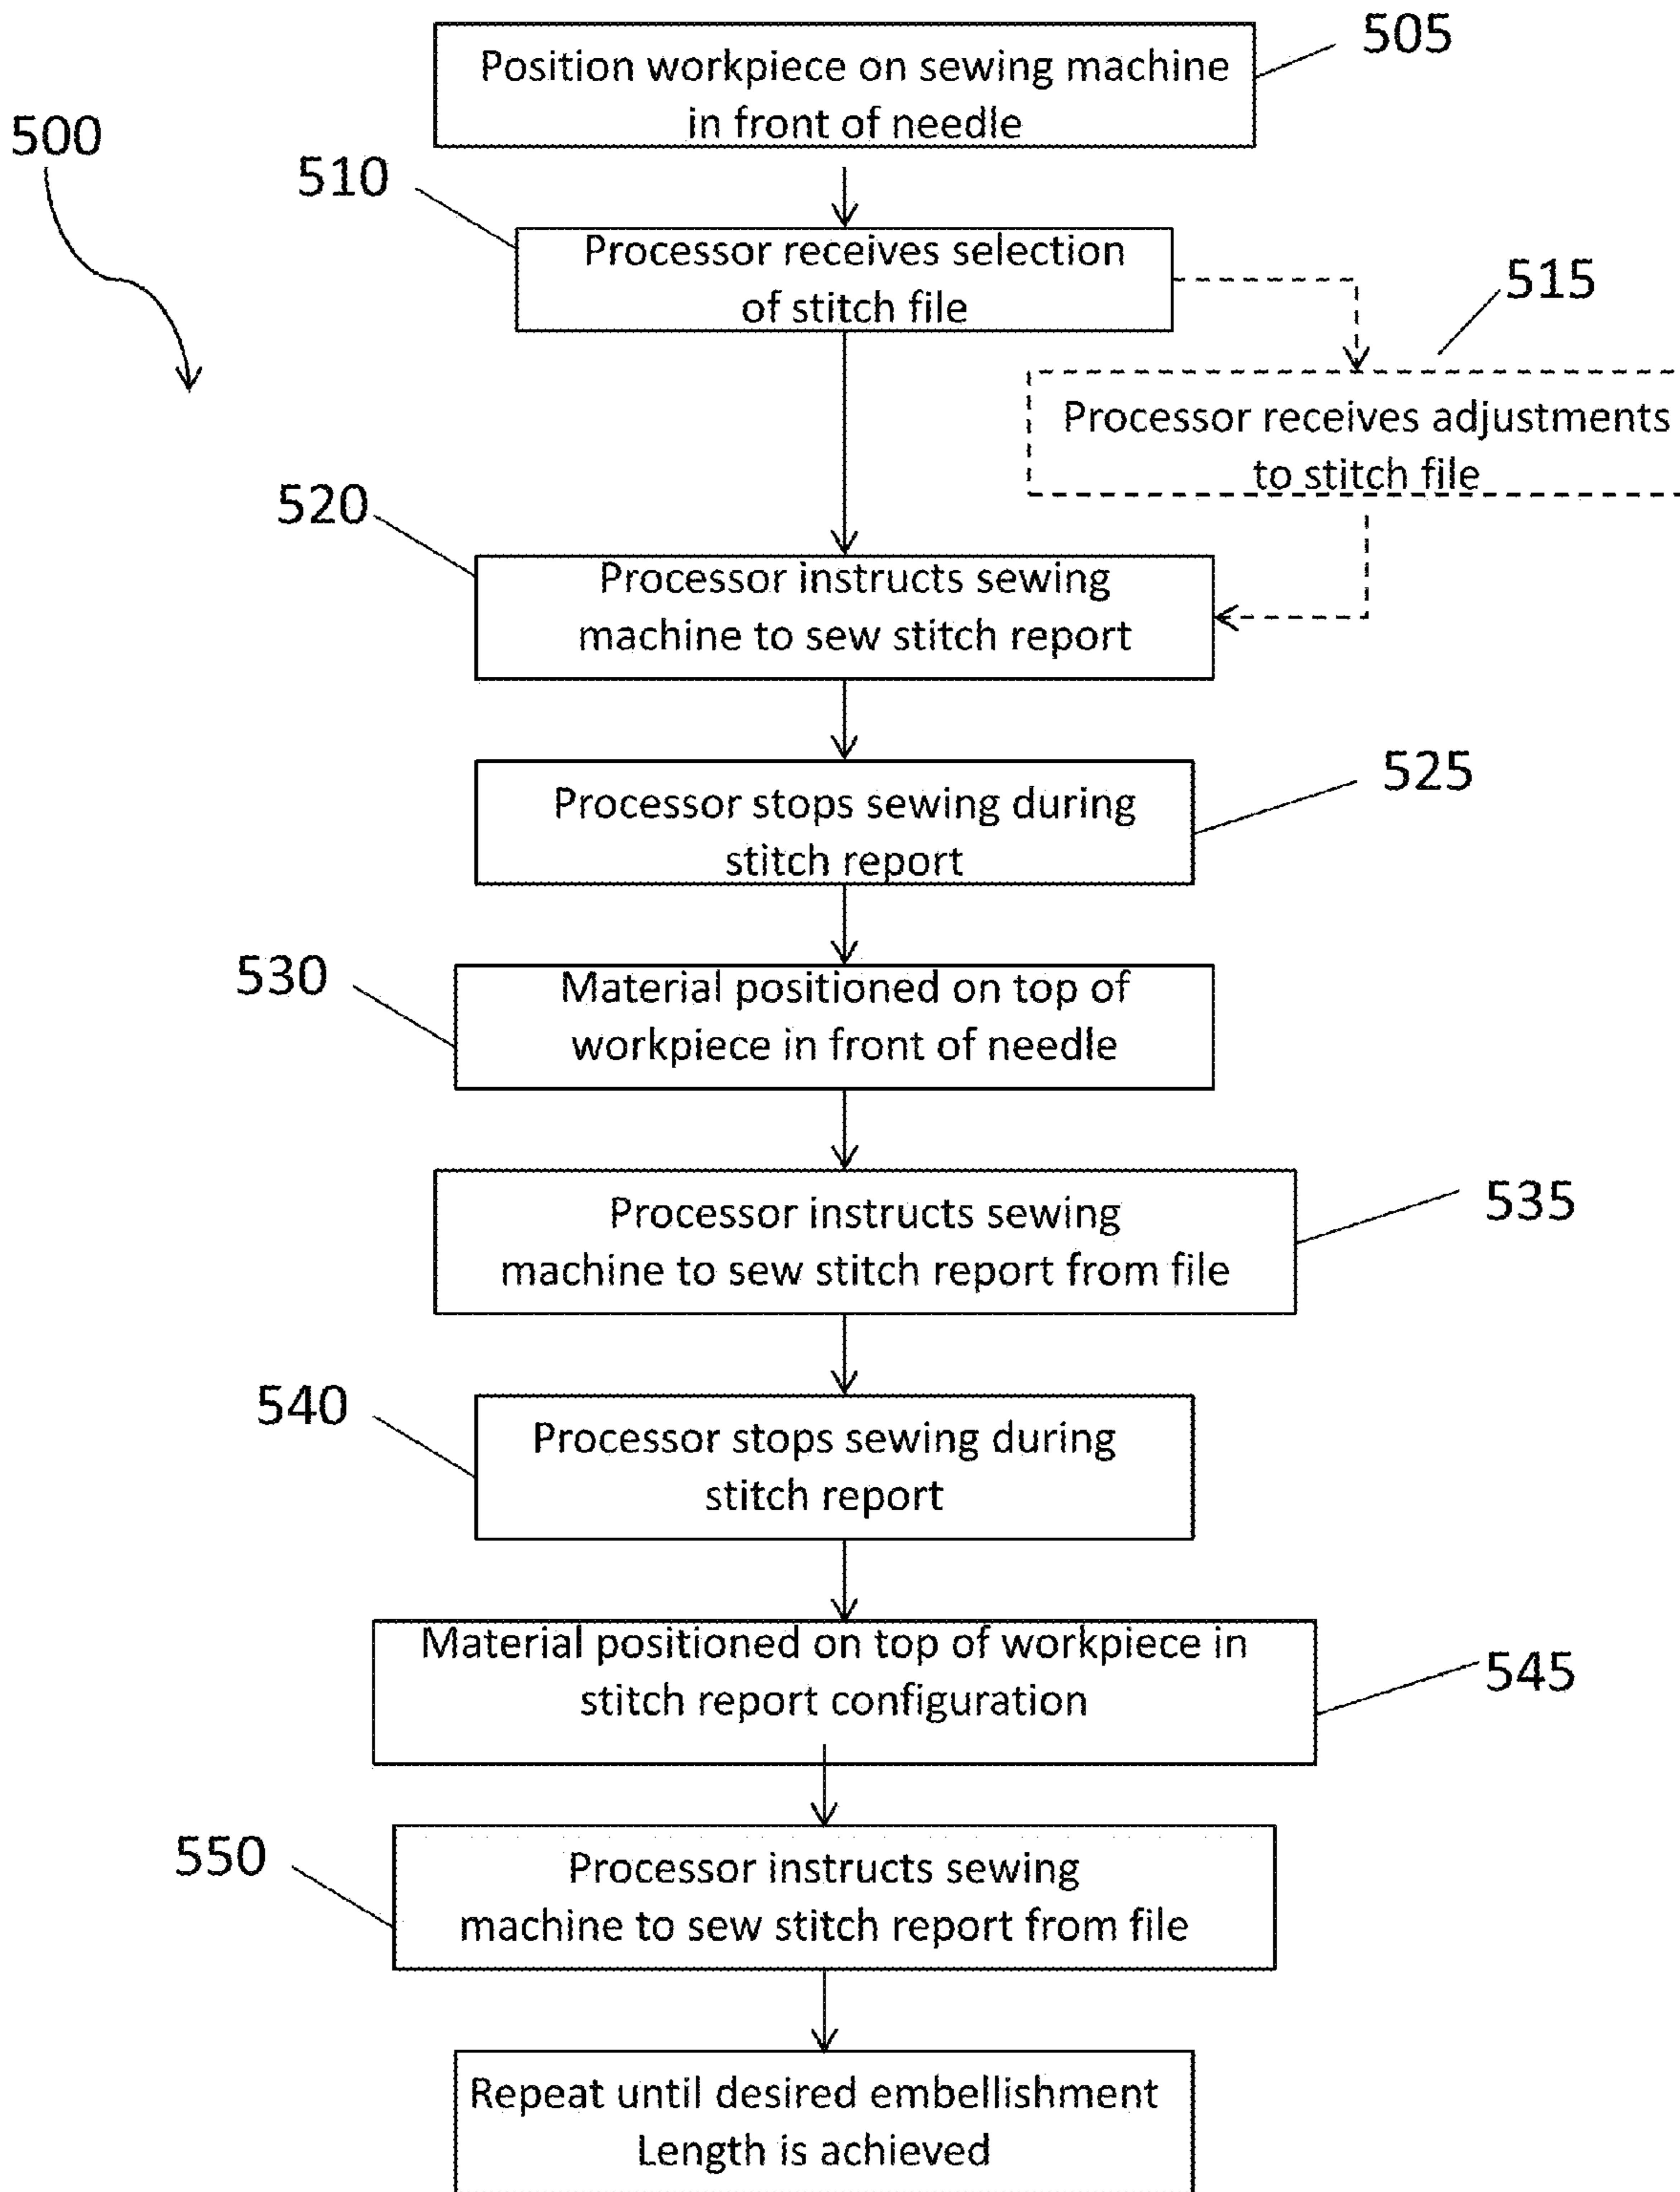 505
Position workpiece on sewing machine
in front of needle
500
510
Processor receives selection
of stitch file
515
Processor receives adjustments
to stitch file
520
Processor instructs sewing
machine to sew stitch report
525
Processor stops sewing during
stitch report
530
Material positioned on top of
workpiece in front of needle
535
Processor instructs sewing
machine to sew stitch report from file
540
Processor stops sewing during
stitch report
545
Material positioned on top of workpiece in
stitch report configuration
550
Processor instructs sewing
machine to sew stitch report from file
Repeat until desired embellishment
Length is achieved